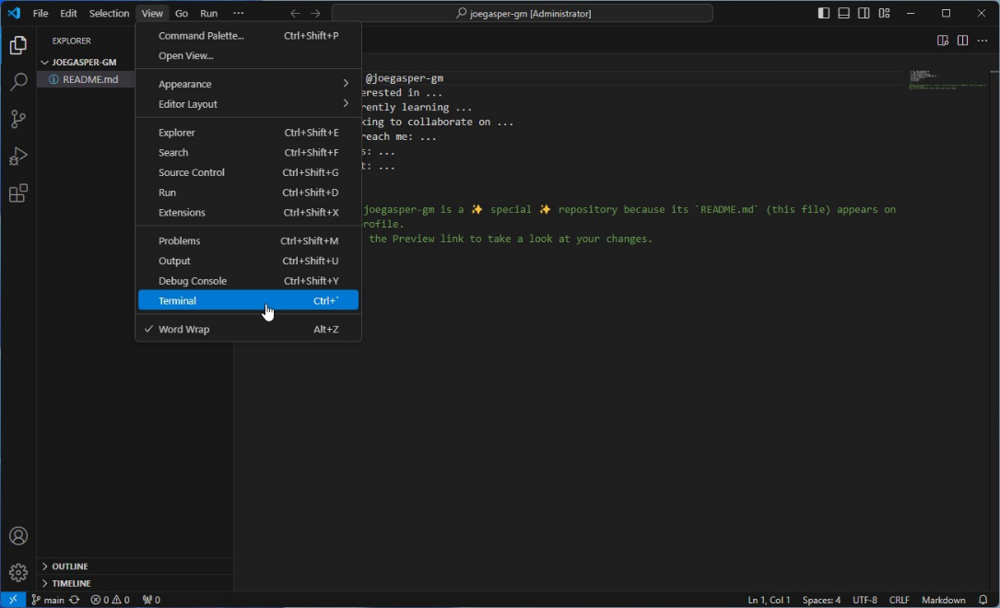 File Edit Selection View Go Run ···
joegasper-gm [Administrator]
EXPLORER
JOEGASPER-GM
README.md
Command Palette... Ctrl+Shift+P
Open View...
Appearance
Editor Layout
Explorer Ctrl+Shift+E
Search Ctrl+Shift+F
Source Control Ctrl+Shift+G
Run Ctrl+Shift+D
Extensions Ctrl+Shift+X
Problems Ctrl+Shift+M
Output Ctrl+Shift+U
Debug Console Ctrl+Shift+Y
Terminal Ctrl+`
Word Wrap Alt+Z
@joegasper-gm
erested in ...
rently learning ...
king to collaborate on ...
reach me: ...
s: ...
t: ...
joegasper-gm is a ✨ special ✨ repository because its `README.md` (this file) appears on
rofile.
the Preview link to take a look at your changes.
OUTLINE
TIMELINE
main 0 0 0 Ln 1, Col 1 Spaces: 4 UTF-8 CRLF Markdown